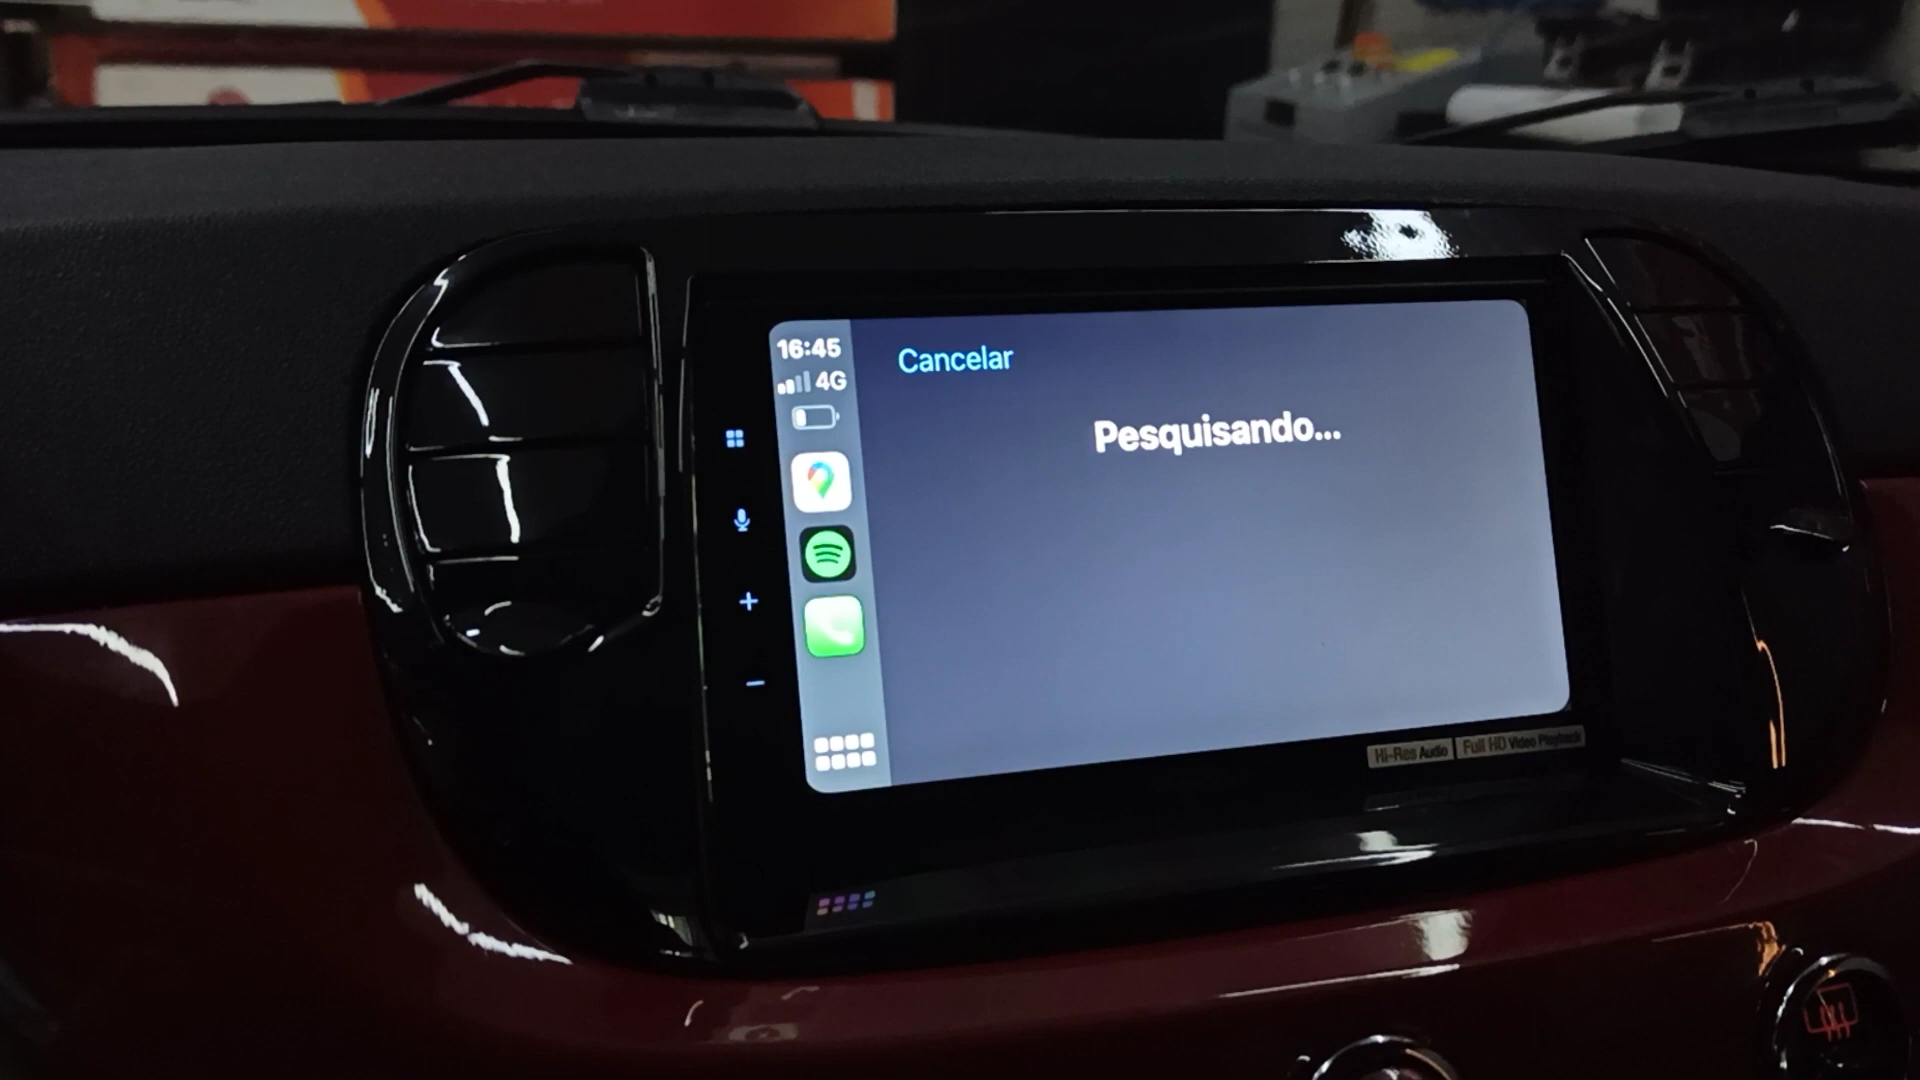 16:45
4G
Cancelar
Pesquisando...
Hi-Res Audio
Full HD Video Playback